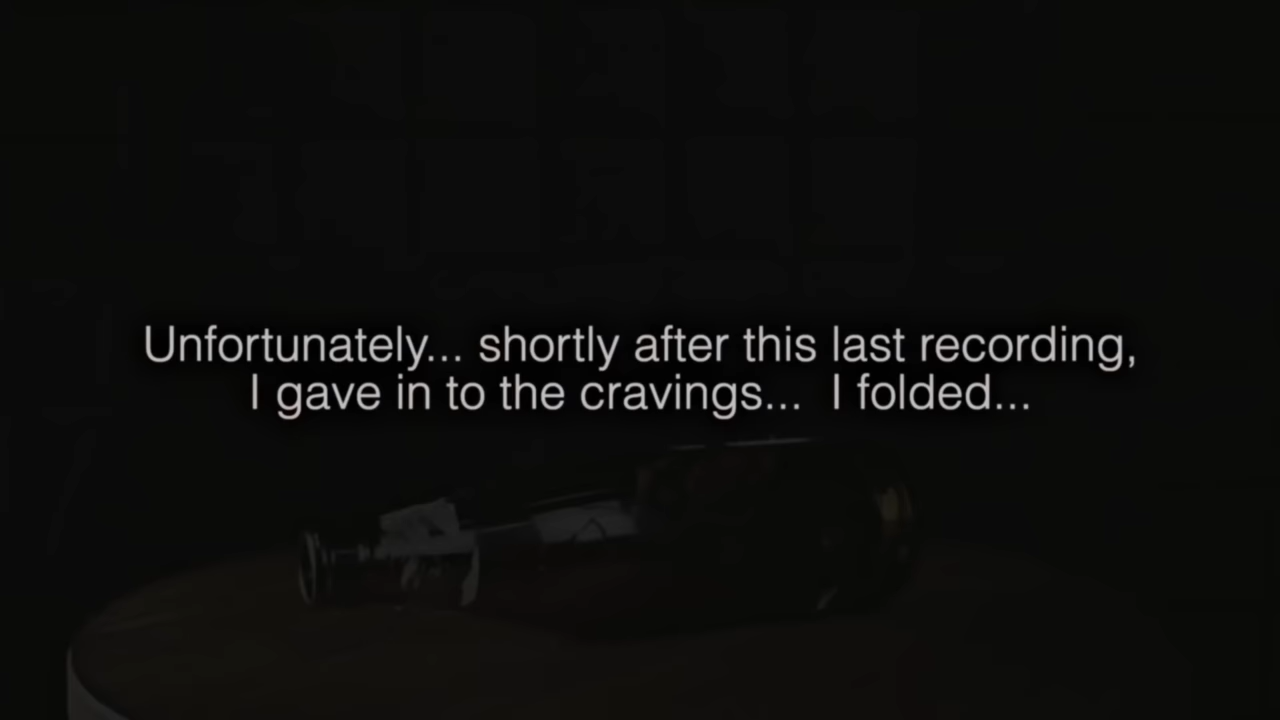 Unfortunately... shortly after this last recording,
I gave in to the cravings...  I folded...